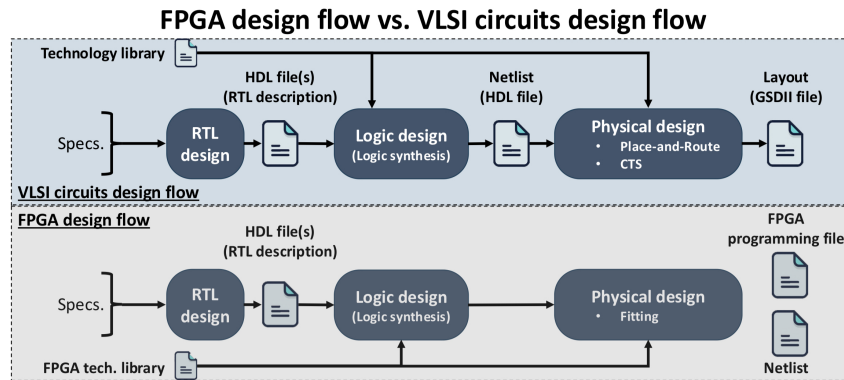 FPGA design flow vs. VLSI circuits design flow
Technology library
HDL file(s)
(RTL description)
Netlist
(HDL file)
Layout
(GSDII file)
Specs.
RTL
design
Logic design
(Logic synthesis)
Physical design
• Place-and-Route
• CTS
VLSI circuits design flow
FPGA design flow
HDL file(s)
(RTL description)
FPGA
programming file
Specs.
RTL
design
Logic design
(Logic synthesis)
Physical design
• Fitting
FPGA tech. library
Netlist